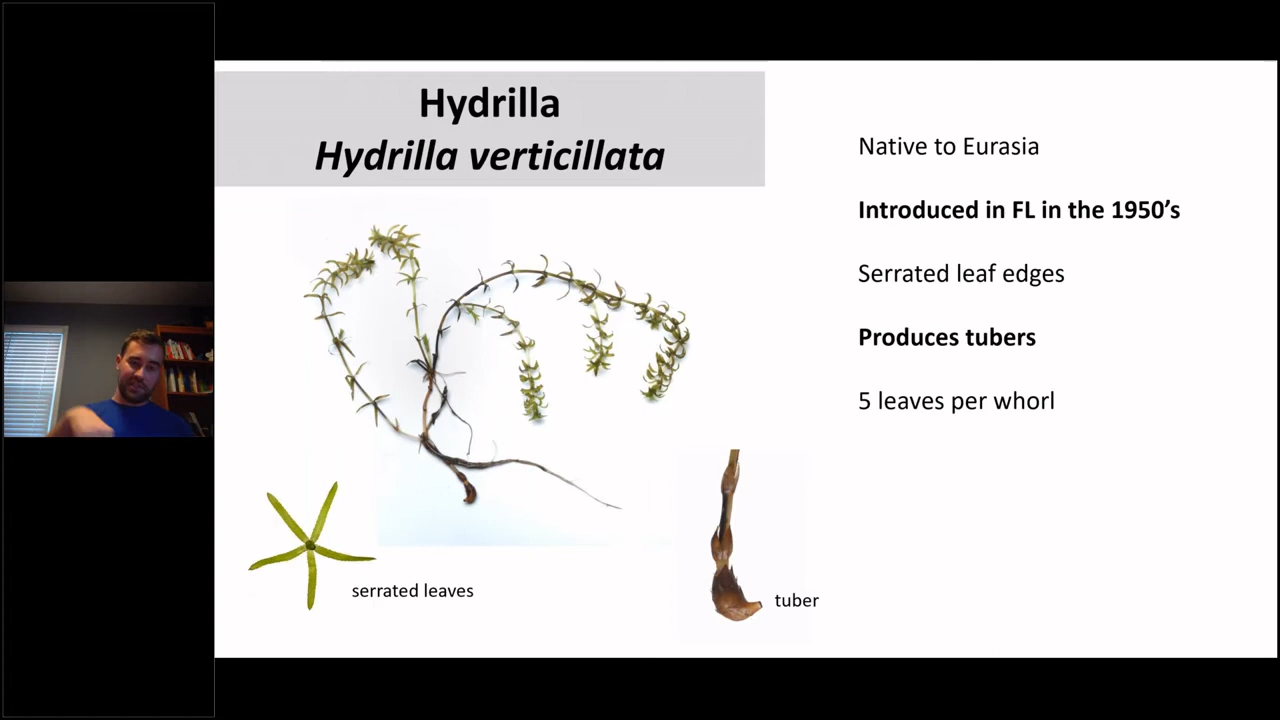 Hydrilla
Hydrilla verticillata
Native to Eurasia
Introduced in FL in the 1950’s
Serrated leaf edges
Produces tubers
5 leaves per whorl
serrated leaves
tuber